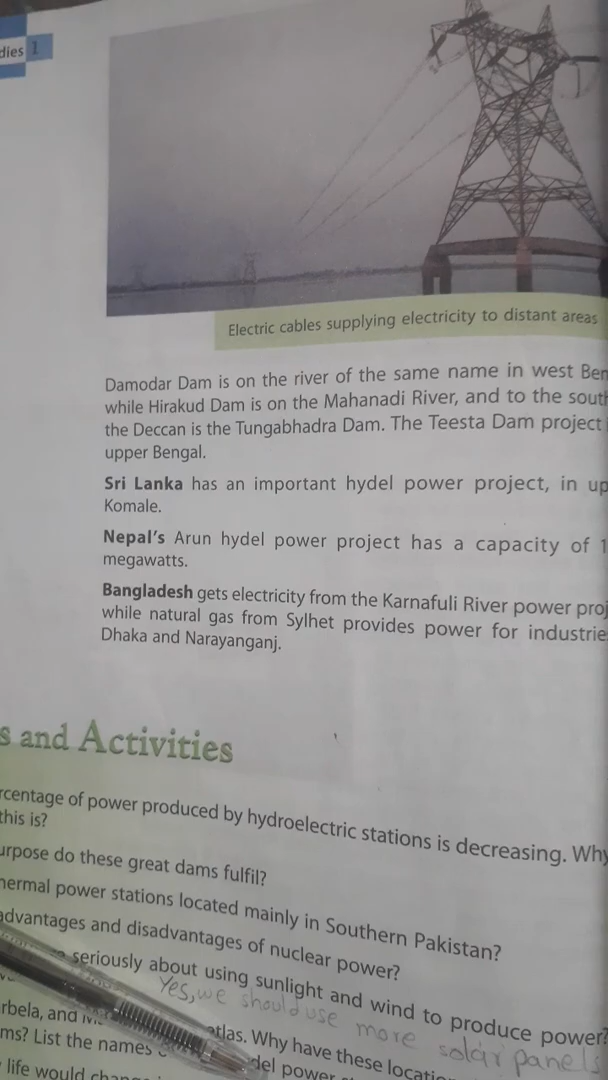 dies 1
Electric cables supplying electricity to distant areas
Damodar Dam is on the river of the same name in west Ben
while Hirakud Dam is on the Mahanadi River, and to the sout
the Deccan is the Tungabhadra Dam. The Teesta Dam project
upper Bengal.
Sri Lanka has an important hydel power project, in up
Komale.
Nepal's Arun hydel power project has a capacity of 1
megawatts.
Bangladesh gets electricity from the Karnafuli River power proj
while natural gas from Sylhet provides power for industrie
Dhaka and Narayanganj.
s and Activities
rcentage of power produced by hydroelectric stations is decreasing. Why
this is?
urpose do these great dams fulfil?
hermal power stations located mainly in Southern Pakistan?
advantages and disadvantages of nuclear power?
seriously about using sunlight and wind to produce power?
Yes, we should use more solar panels
rbela, and atlas. Why have these locatio
ms? List the names del power
life would chan